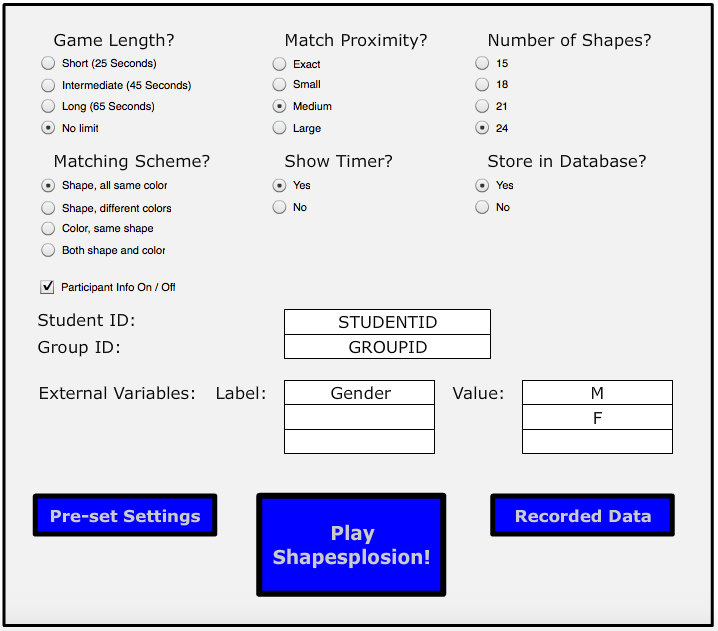 Game Length?
Short (25 Seconds)
Intermediate (45 Seconds)
Long (65 Seconds)
No limit
Match Proximity?
Exact
Small
Medium
Large
Number of Shapes?
15
18
21
24
Matching Scheme?
Shape, all same color
Shape, different colors
Color, same shape
Both shape and color
Show Timer?
Yes
No
Store in Database?
Yes
No
Participant Info On / Off
Student ID: STUDENTID
Group ID: GROUPID
External Variables: Label: Gender Value: M
F
Pre-set Settings
Play
Shapesplosion!
Recorded Data